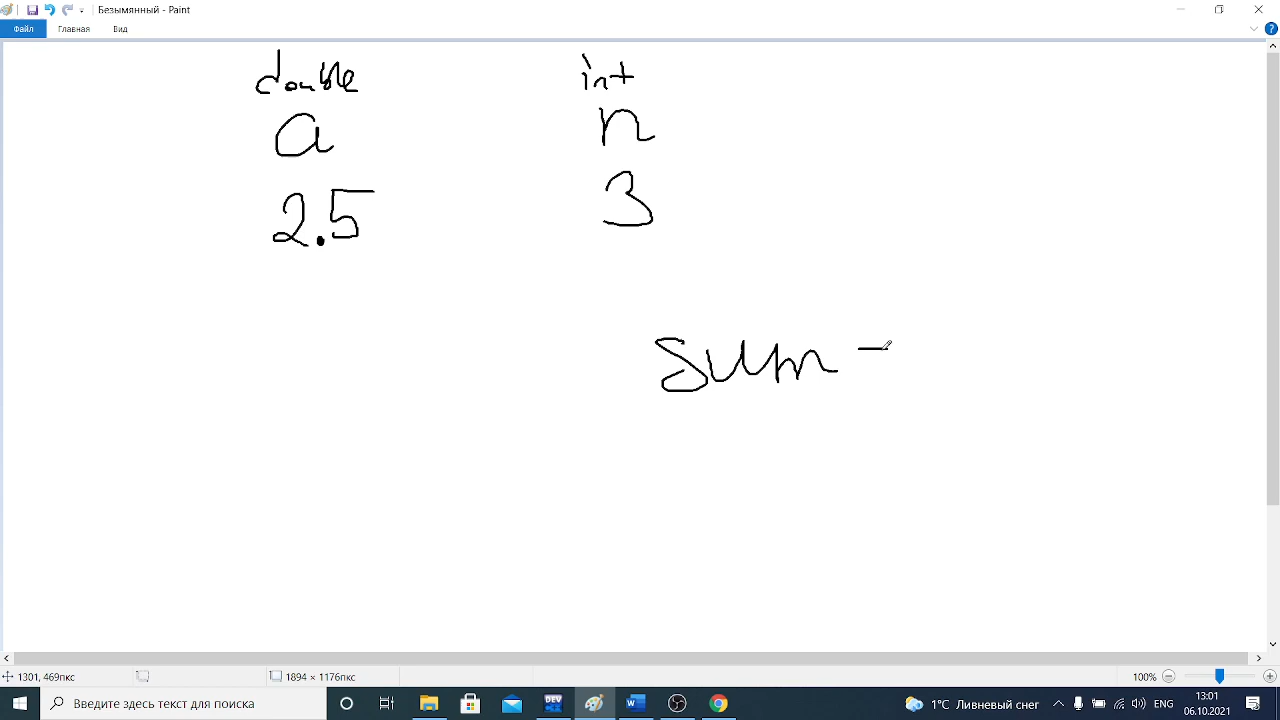 Безымянный - Paint
Файл Главная Вид
double int
a n
2.5 3
sum -
1301, 469пкс 1894 × 1176пкс 100%
Введите здесь текст для поиска DEV 1°C Ливневый снег ENG 13:01
06.10.2021